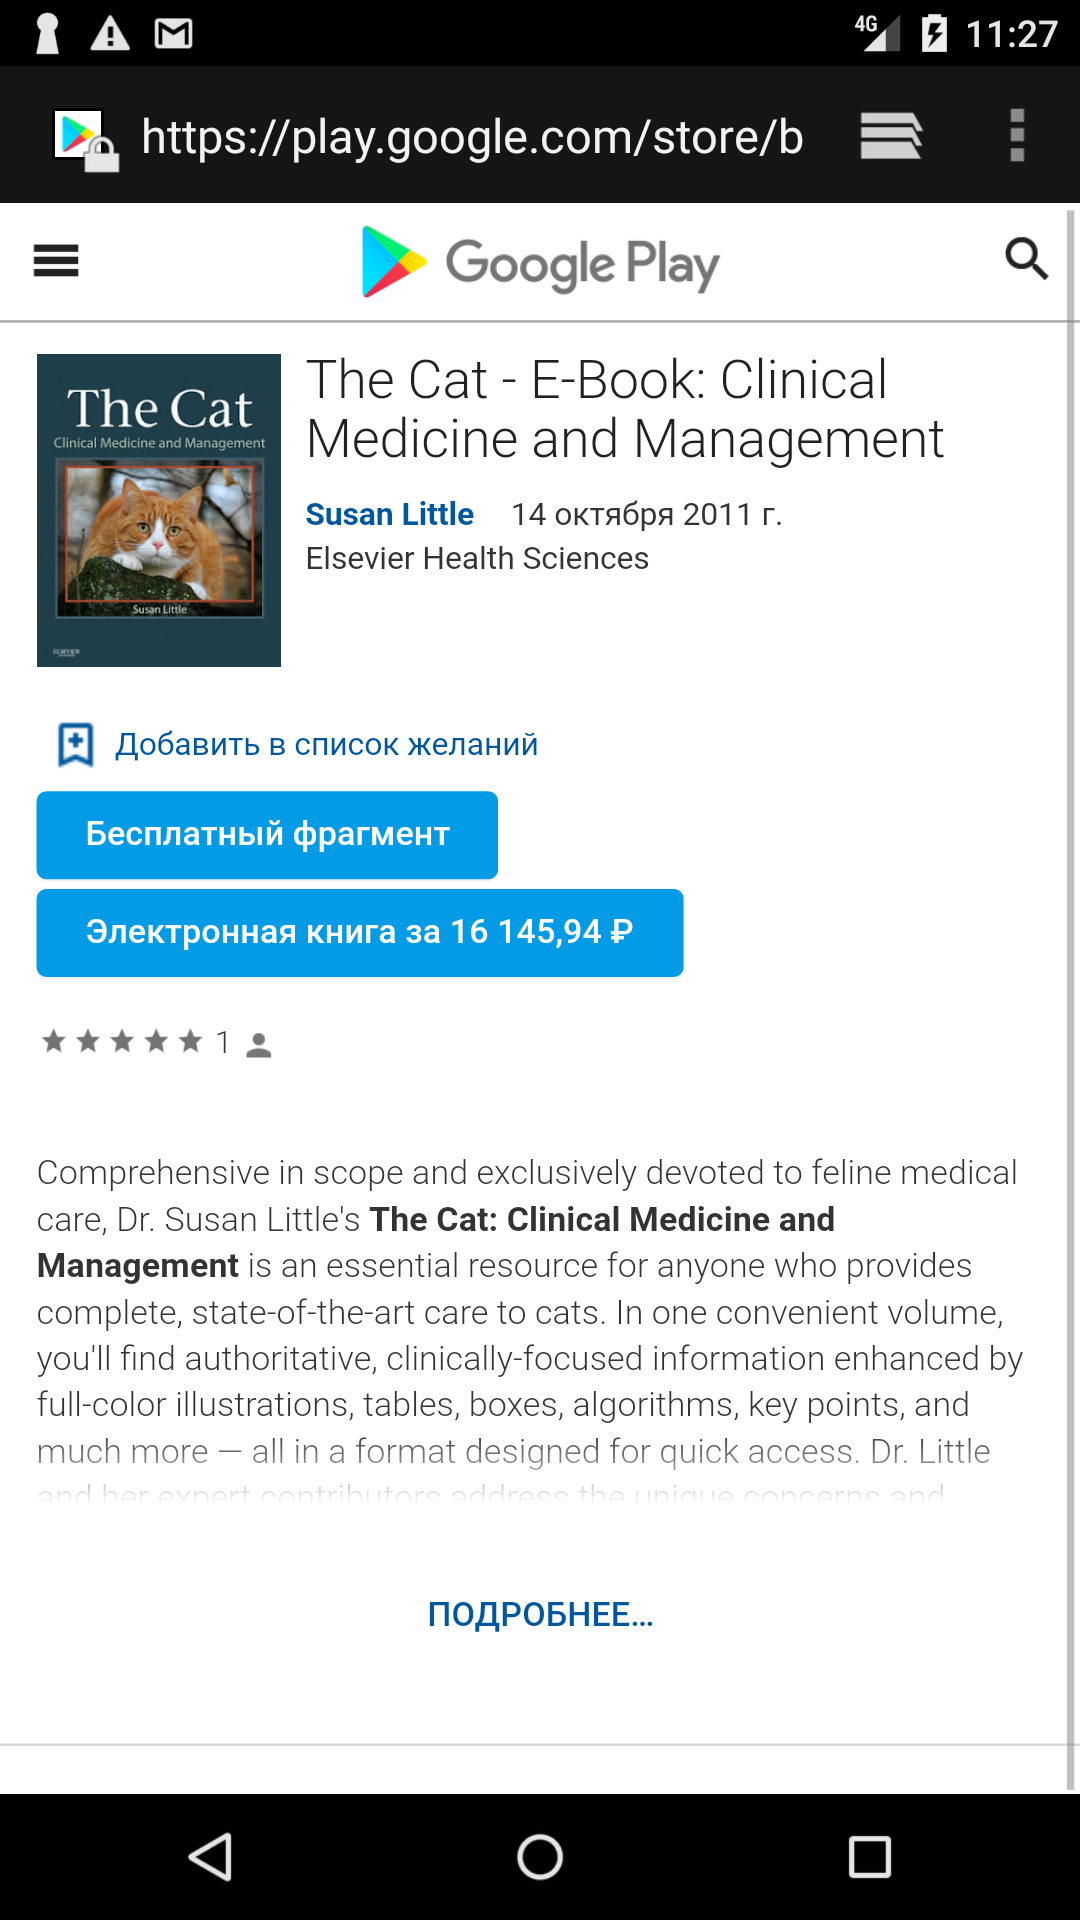 4G 11:27
https://play.google.com/store/b
Google Play
The Cat
Clinical Medicine and Management
Susan Little
ELSEVIER
The Cat - E-Book: Clinical
Medicine and Management
Susan Little 14 октября 2011 г.
Elsevier Health Sciences
Добавить в список желаний
Бесплатный фрагмент
Электронная книга за 16 145,94 ₽
1
Comprehensive in scope and exclusively devoted to feline medical
care, Dr. Susan Little's The Cat: Clinical Medicine and
Management is an essential resource for anyone who provides
complete, state-of-the-art care to cats. In one convenient volume,
you'll find authoritative, clinically-focused information enhanced by
full-color illustrations, tables, boxes, algorithms, key points, and
much more — all in a format designed for quick access. Dr. Little
and her expert contributors address the unique concerns and
ПОДРОБНЕЕ…